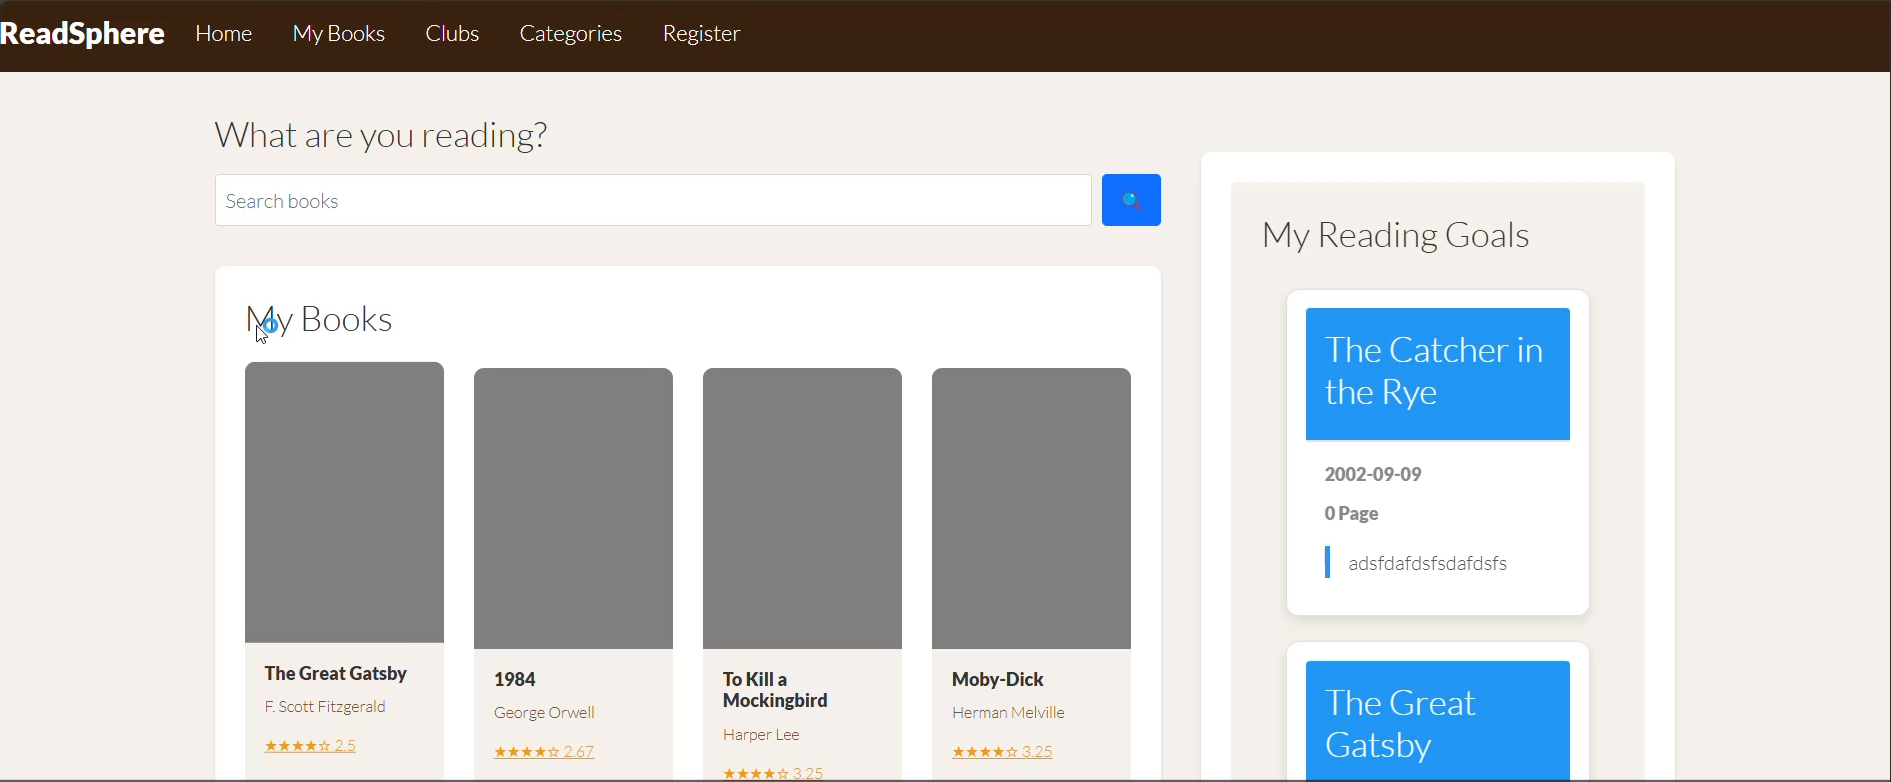 ReadSphere Home My Books Clubs Categories Register
What are you reading?
Search books
My Books
The Great Gatsby
F. Scott Fitzgerald
★★★★☆ 2.5
1984
George Orwell
★★★★☆ 2.67
To Kill a
Mockingbird
Harper Lee
★★★★☆ 3.25
Moby-Dick
Herman Melville
★★★★☆ 3.25
My Reading Goals
The Catcher in
the Rye
2002-09-09
0 Page
adsfdafdsfsdafdsfs
The Great
Gatsby